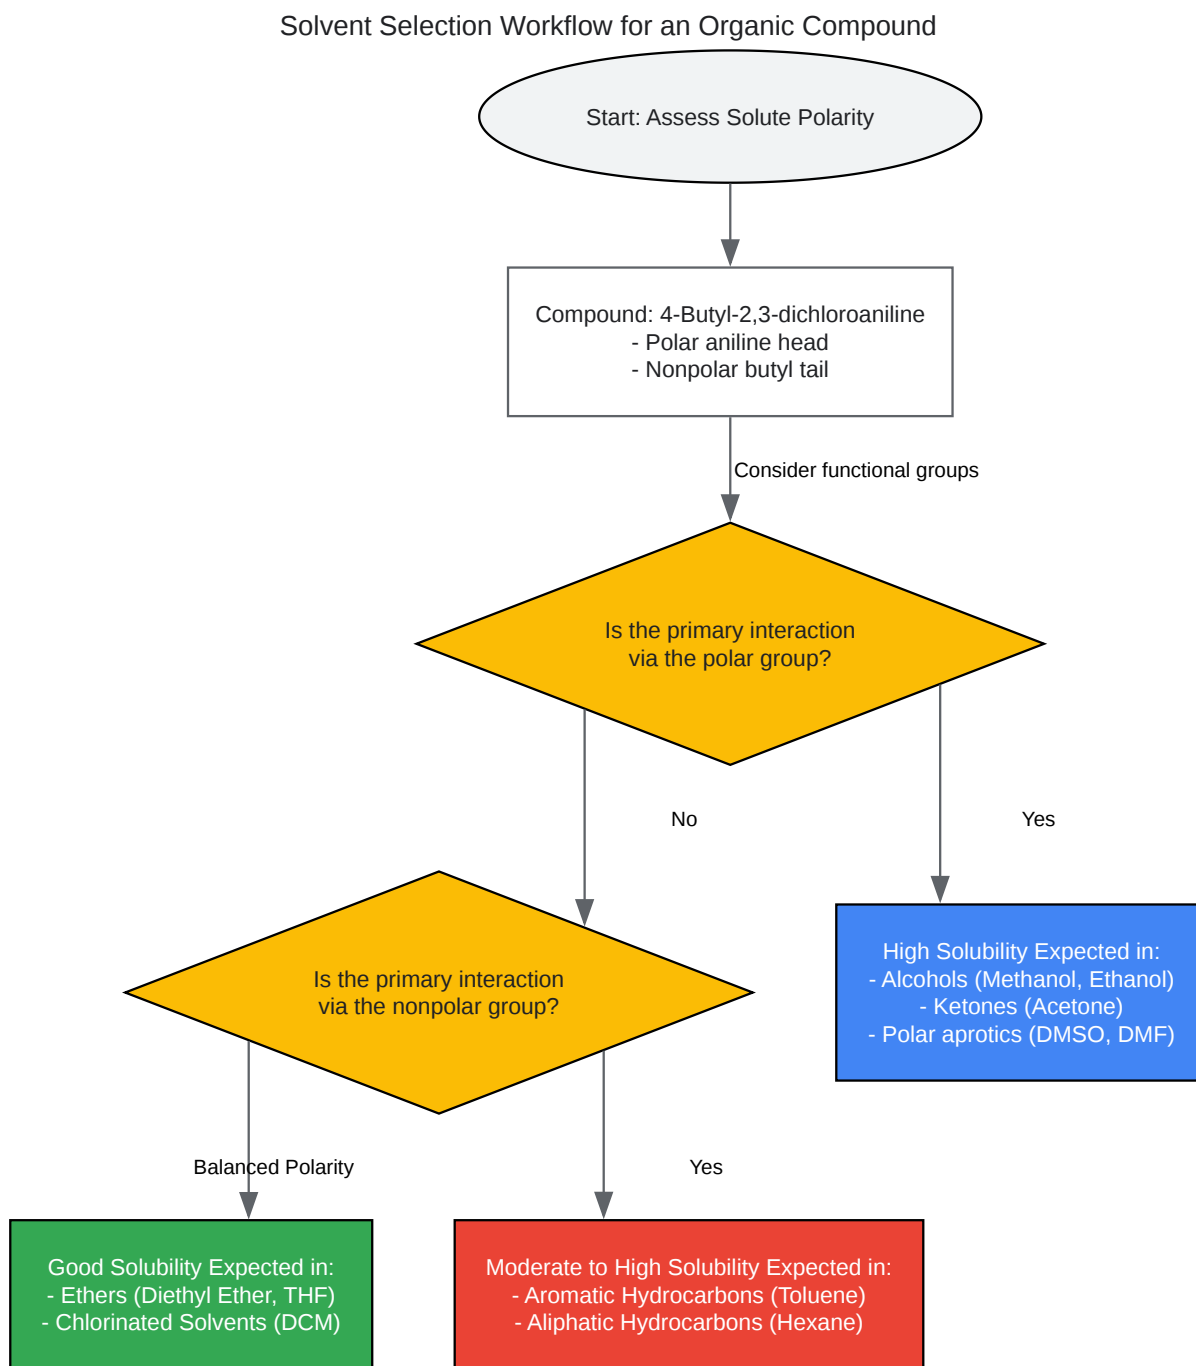 Solvent Selection Workflow for an Organic Compound
Start: Assess Solute Polarity
Compound: 4-Butyl-2,3-dichloroaniline
- Polar aniline head
- Nonpolar butyl tail
Consider functional groups
Is the primary interaction
via the polar group?
No
Yes
Is the primary interaction
via the nonpolar group?
High Solubility Expected in:
- Alcohols (Methanol, Ethanol)
- Ketones (Acetone)
- Polar aprotics (DMSO, DMF)
Balanced Polarity
Yes
Good Solubility Expected in:
- Ethers (Diethyl Ether, THF)
- Chlorinated Solvents (DCM)
Moderate to High Solubility Expected in:
- Aromatic Hydrocarbons (Toluene)
- Aliphatic Hydrocarbons (Hexane)